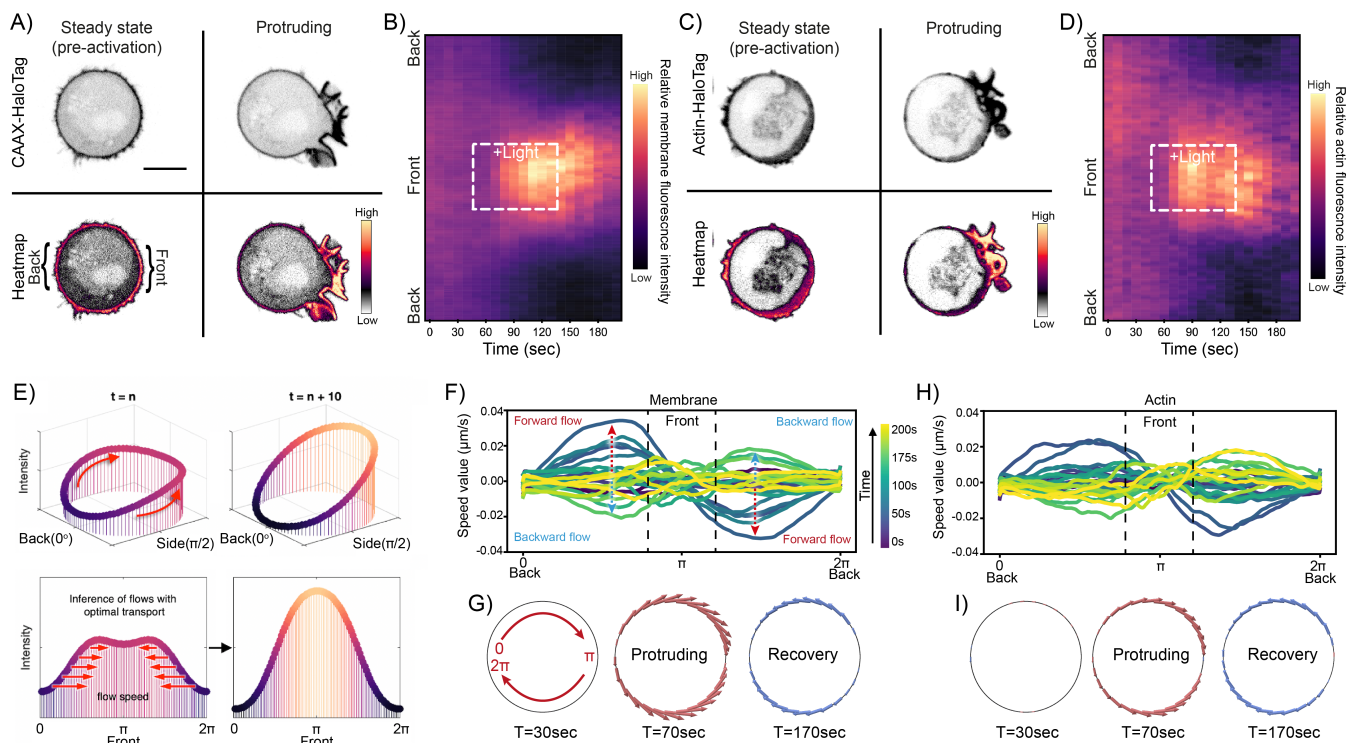 A)
Steady state
(pre-activation)
Protruding
CAAX-HaloTag
Heatmap
Back
Front
High
Low
B)
Back
Front
Back
+Light
0 30 60 90 120 150 180
Time (sec)
High
Low
Relative membrane fluorescnce intensity
C)
Steady state
(pre-activation)
Protruding
Actin-HaloTag
Heatmap
High
Low
D)
Back
Front
Back
+Light
0 30 60 90 120 150 180
Time (sec)
High
Low
Relative actin fluorescence intensity
E)
t = n
t = n + 10
Intensity
Back(0°)
Side(π/2)
Back(0°)
Side(π/2)
Inference of flows with
optimal transport
flow speed
Intensity
0 π 2π
Front
0 π 2π
Front
F)
Membrane
Forward flow
Front
Backward flow
Backward flow
Forward flow
Speed value (μm/s)
0.04
0.02
0.00
-0.02
-0.04
0 π 2π
Back
Back
Time
200s
175s
100s
50s
0s
G)
0
2π
π
Protruding
Recovery
T=30sec
T=70sec
T=170sec
H)
Actin
Front
Speed value (μm/s)
0.04
0.02
0.00
-0.02
-0.04
0 π 2π
Back
Back
I)
Protruding
Recovery
T=30sec
T=70sec
T=170sec